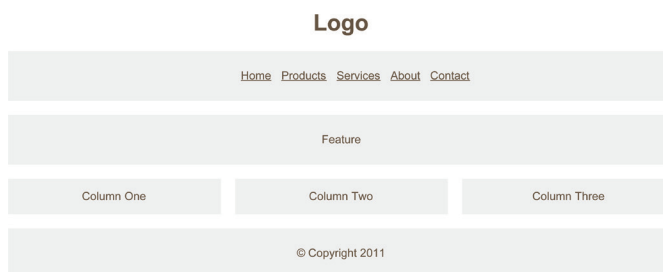 Logo
Home Products Services About Contact
Feature
Column One Column Two Column Three
© Copyright 2011